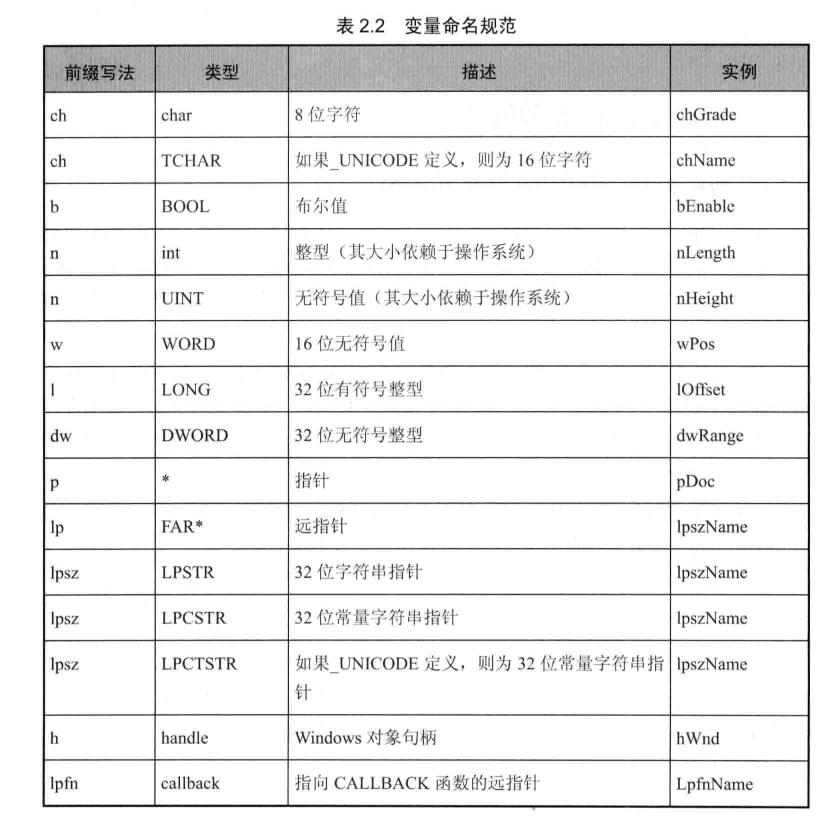 表 2.2 变量命名规范
前缀写法 类型 描述 实例
ch char 8 位字符 chGrade
ch TCHAR 如果_UNICODE 定义，则为 16 位字符 chName
b BOOL 布尔值 bEnable
n int 整型（其大小依赖于操作系统） nLength
n UINT 无符号值（其大小依赖于操作系统） nHeight
w WORD 16 位无符号值 wPos
l LONG 32 位有符号整型 lOffset
dw DWORD 32 位无符号整型 dwRange
p * 指针 pDoc
lp FAR* 远指针 lpszName
lpsz LPSTR 32 位字符串指针 lpszName
lpsz LPCSTR 32 位常量字符串指针 lpszName
lpsz LPCTSTR 如果_UNICODE 定义，则为 32 位常量字符串指 lpszName
针
h handle Windows 对象句柄 hWnd
lpfn callback 指向 CALLBACK 函数的远指针 LpfnName